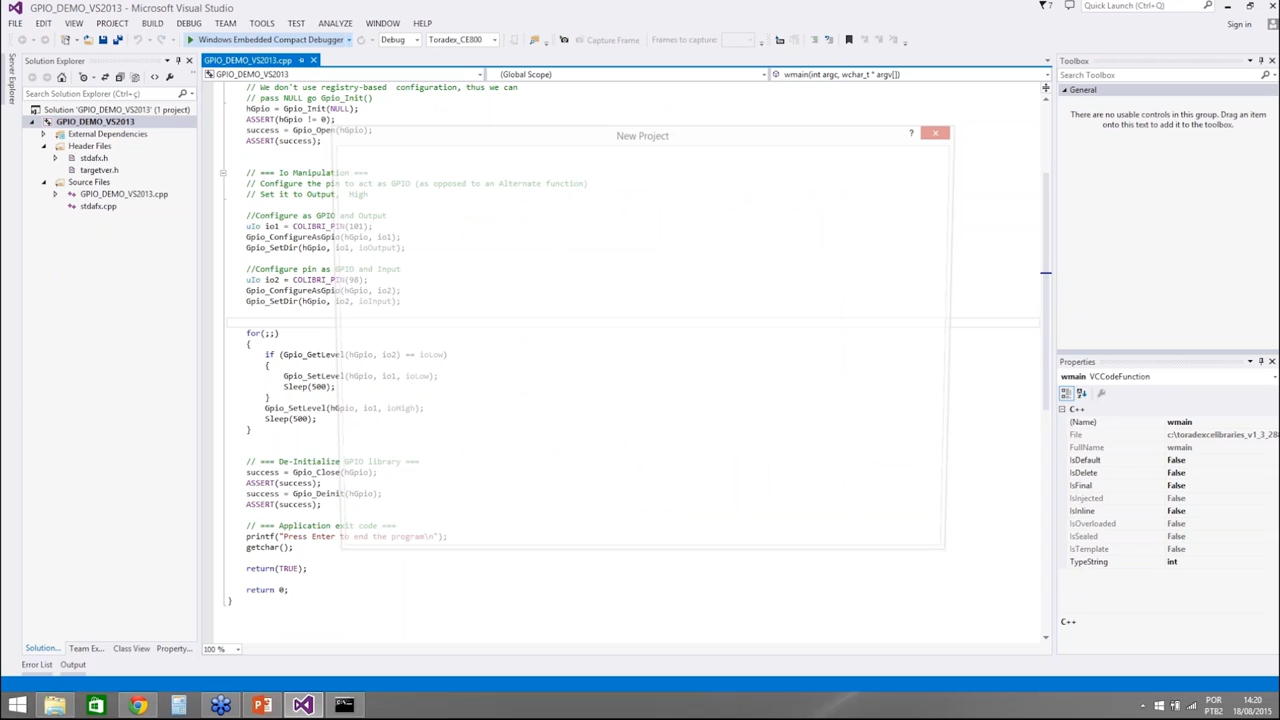 GPIO_DEMO_VS2013 - Microsoft Visual Studio
7
Quick Launch (Ctrl+Q)
FILE EDIT VIEW PROJECT BUILD DEBUG TEAM TOOLS TEST ANALYZE WINDOW HELP
Sign in
Windows Embedded Compact Debugger
Debug
Toradex_CE800
Capture Frame
Frames to capture:
Server Explorer
Solution Explorer
Search Solution Explorer (Ctrl+Ç)
Solution 'GPIO_DEMO_VS2013' (1 project)
GPIO_DEMO_VS2013
External Dependencies
Header Files
stdafx.h
targetver.h
Source Files
GPIO_DEMO_VS2013.cpp
stdafx.cpp
Solution... Team Ex... Class View Property...
GPIO_DEMO_VS2013.cpp
GPIO_DEMO_VS2013
(Global Scope)
wmain(int argc, wchar_t * argv[])
// We don't use registry-based configuration, thus we can
// pass NULL go Gpio_Init()
hGpio = Gpio_Init(NULL);
ASSERT(hGpio != 0);
success = Gpio_Open(hGpio);
ASSERT(success);
// === Io Manipulation ===
// Configure the pin to act as GPIO (as opposed to an Alternate function)
// Set it to Output, High
//Configure as GPIO and Output
uIo io1 = COLIBRI_PIN(101);
Gpio_ConfigureAsGpio(hGpio, io1);
Gpio_SetDir(hGpio, io1, ioOutput);
//Configure pin as GPIO and Input
uIo io2 = COLIBRI_PIN(98);
Gpio_ConfigureAsGpio(hGpio, io2);
Gpio_SetDir(hGpio, io2, ioInput);
for(;;)
{
if (Gpio_GetLevel(hGpio, io2) == ioLow)
{
Gpio_SetLevel(hGpio, io1, ioLow);
Sleep(500);
}
Gpio_SetLevel(hGpio, io1, ioHigh);
Sleep(500);
}
// === De-Initialize GPIO library ===
success = Gpio_Close(hGpio);
ASSERT(success);
success = Gpio_Deinit(hGpio);
ASSERT(success);
// === Application exit code ===
printf("Press Enter to end the program\n");
getchar();
return(TRUE);
return 0;
}
100 %
New Project
?
Toolbox
Search Toolbox
General
There are no usable controls in this group. Drag an
item onto this text to add it to the toolbox.
Properties
wmain VCCodeFunction
C++
(Name) wmain
File c:\toradexcelibraries_v1_3_28
FullName wmain
IsDefault False
IsDelete False
IsFinal False
IsInjected False
IsInline False
IsOverloaded False
IsSealed False
IsTemplate False
TypeString int
C++
Error List Output
POR
PTB2
14:20
18/08/2015